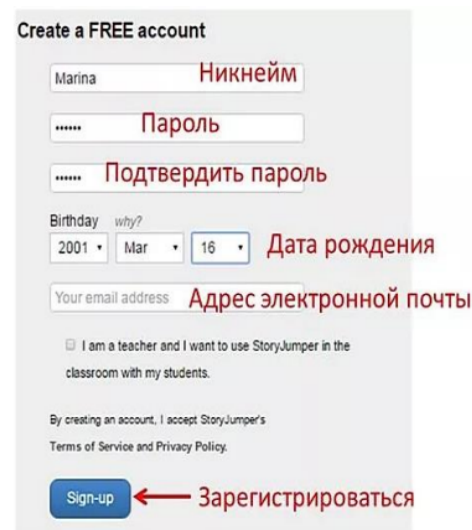 Create a FREE account
Marina Никнейм
•••••• Пароль
•••••• Подтвердить пароль
Birthday why?
2001 Mar 16 Дата рождения
Your email address Адрес электронной почты
I am a teacher and I want to use StoryJumper in the
classroom with my students.
By creating an account, I accept StoryJumper's
Terms of Service and Privacy Policy.
Sign-up Зарегистрироваться